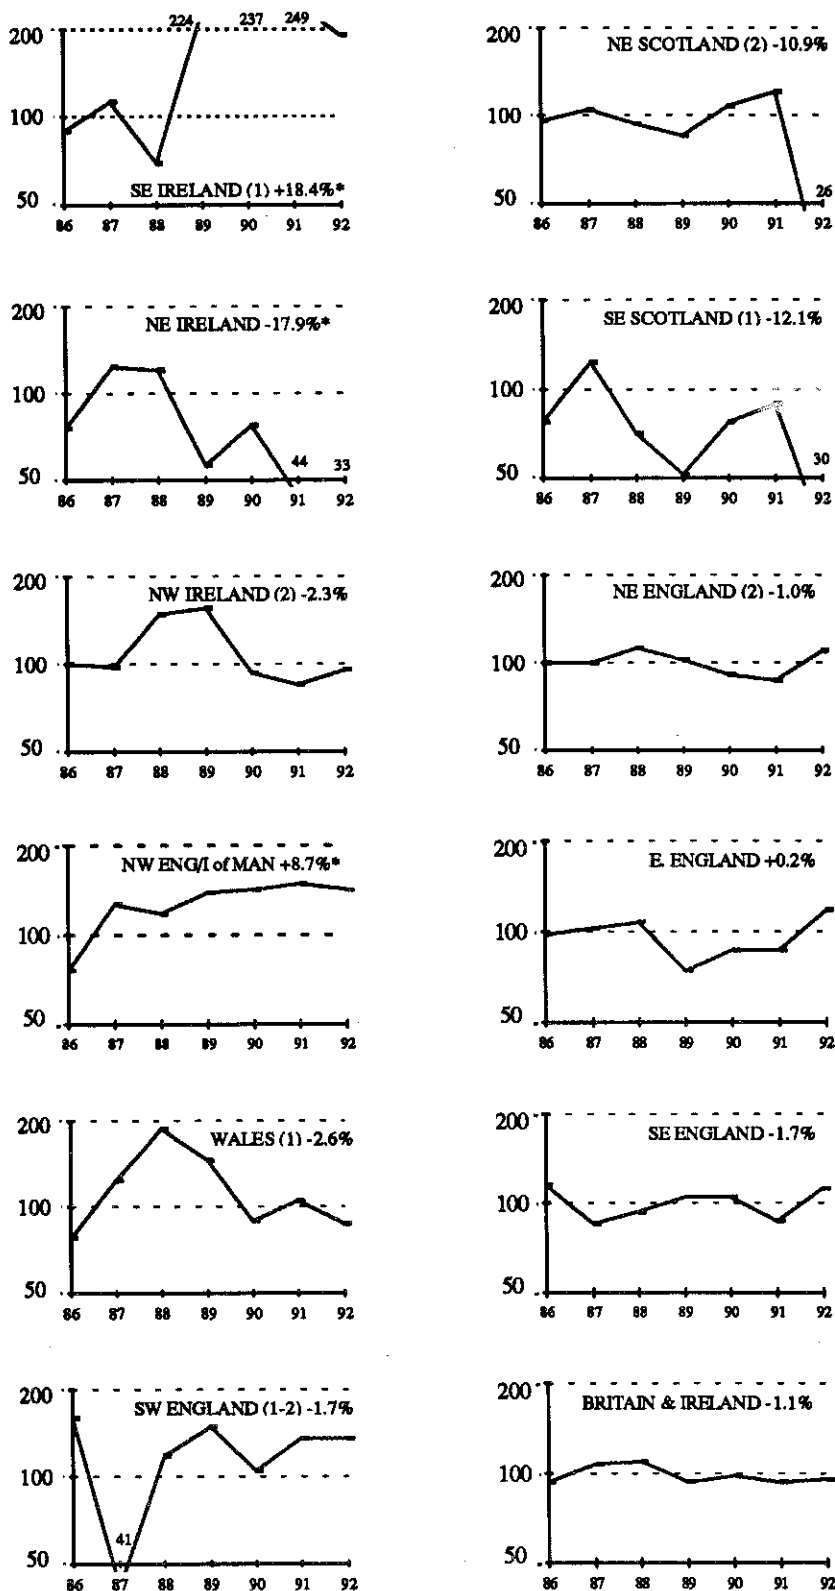 224 237 249
200
100
SE IRELAND (1) +18.4%*
50
86 87 88 89 90 91 92
200
NE SCOTLAND (2) -10.9%
100
50
26
86 87 88 89 90 91 92
200
NE IRELAND -17.9%*
100
44 33
50
86 87 88 89 90 91 92
200
SE SCOTLAND (1) -12.1%
100
30
50
86 87 88 89 90 91 92
200
NW IRELAND (2) -2.3%
100
50
86 87 88 89 90 91 92
200
NE ENGLAND (2) -1.0%
100
50
86 87 88 89 90 91 92
200
NW ENG/I of MAN +8.7%*
100
50
86 87 88 89 90 91 92
200
E. ENGLAND +0.2%
100
50
86 87 88 89 90 91 92
200
WALES (1) -2.6%
100
50
86 87 88 89 90 91 92
200
SE ENGLAND -1.7%
100
50
86 87 88 89 90 91 92
200
SW ENGLAND (1-2) -1.7%
100
41
50
86 87 88 89 90 91 92
200
BRITAIN & IRELAND -1.1%
100
50
86 87 88 89 90 91 92